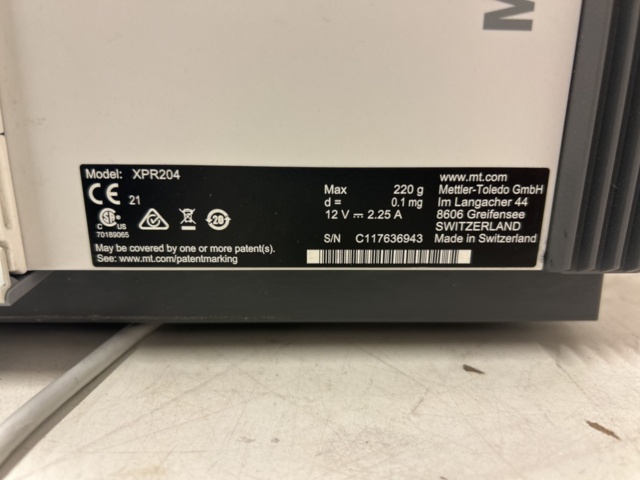 M
Model: XPR204
CE 21
C US
70189065
20
May be covered by one or more patent(s).
See: www.mt.com/patentmarking
Max 220 g
d = 0.1 mg
12 V ⎓ 2.25 A
S/N C117636943
www.mt.com
Mettler-Toledo GmbH
Im Langacher 44
8606 Greifensee
SWITZERLAND
Made in Switzerland